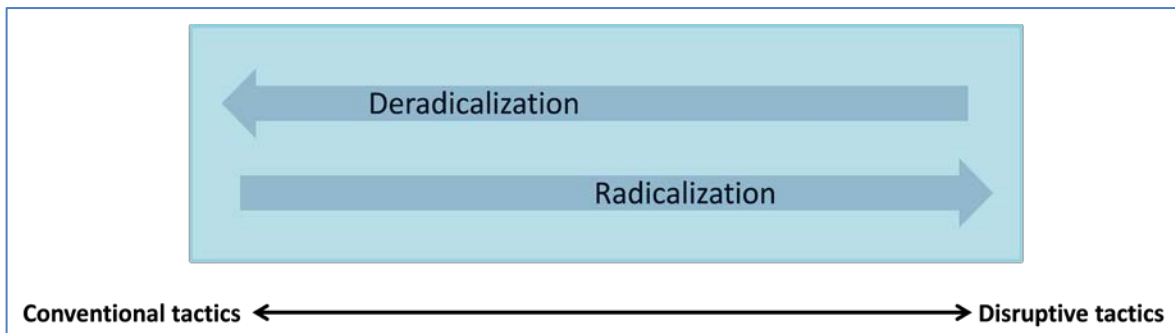 Deradicalization
Radicalization
Conventional tactics Disruptive tactics